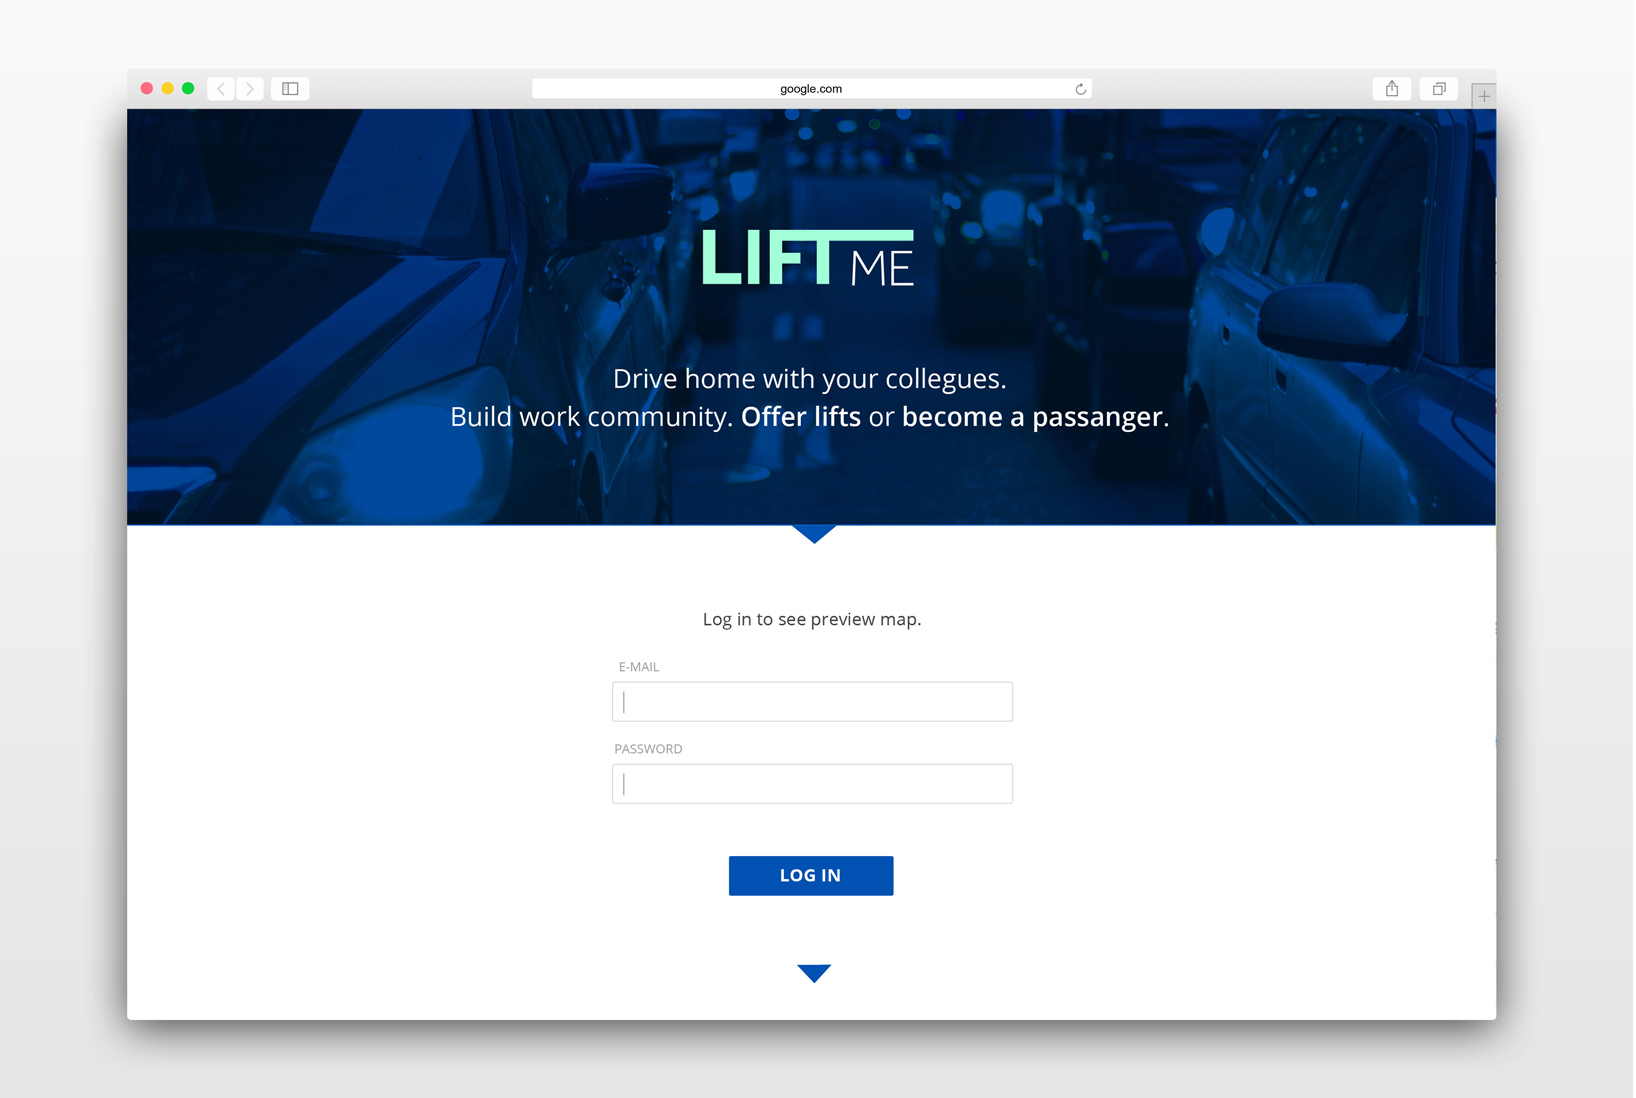 google.com
LIFT ME
Drive home with your collegues.
Build work community. Offer lifts or become a passanger.
Log in to see preview map.
E-MAIL
PASSWORD
LOG IN